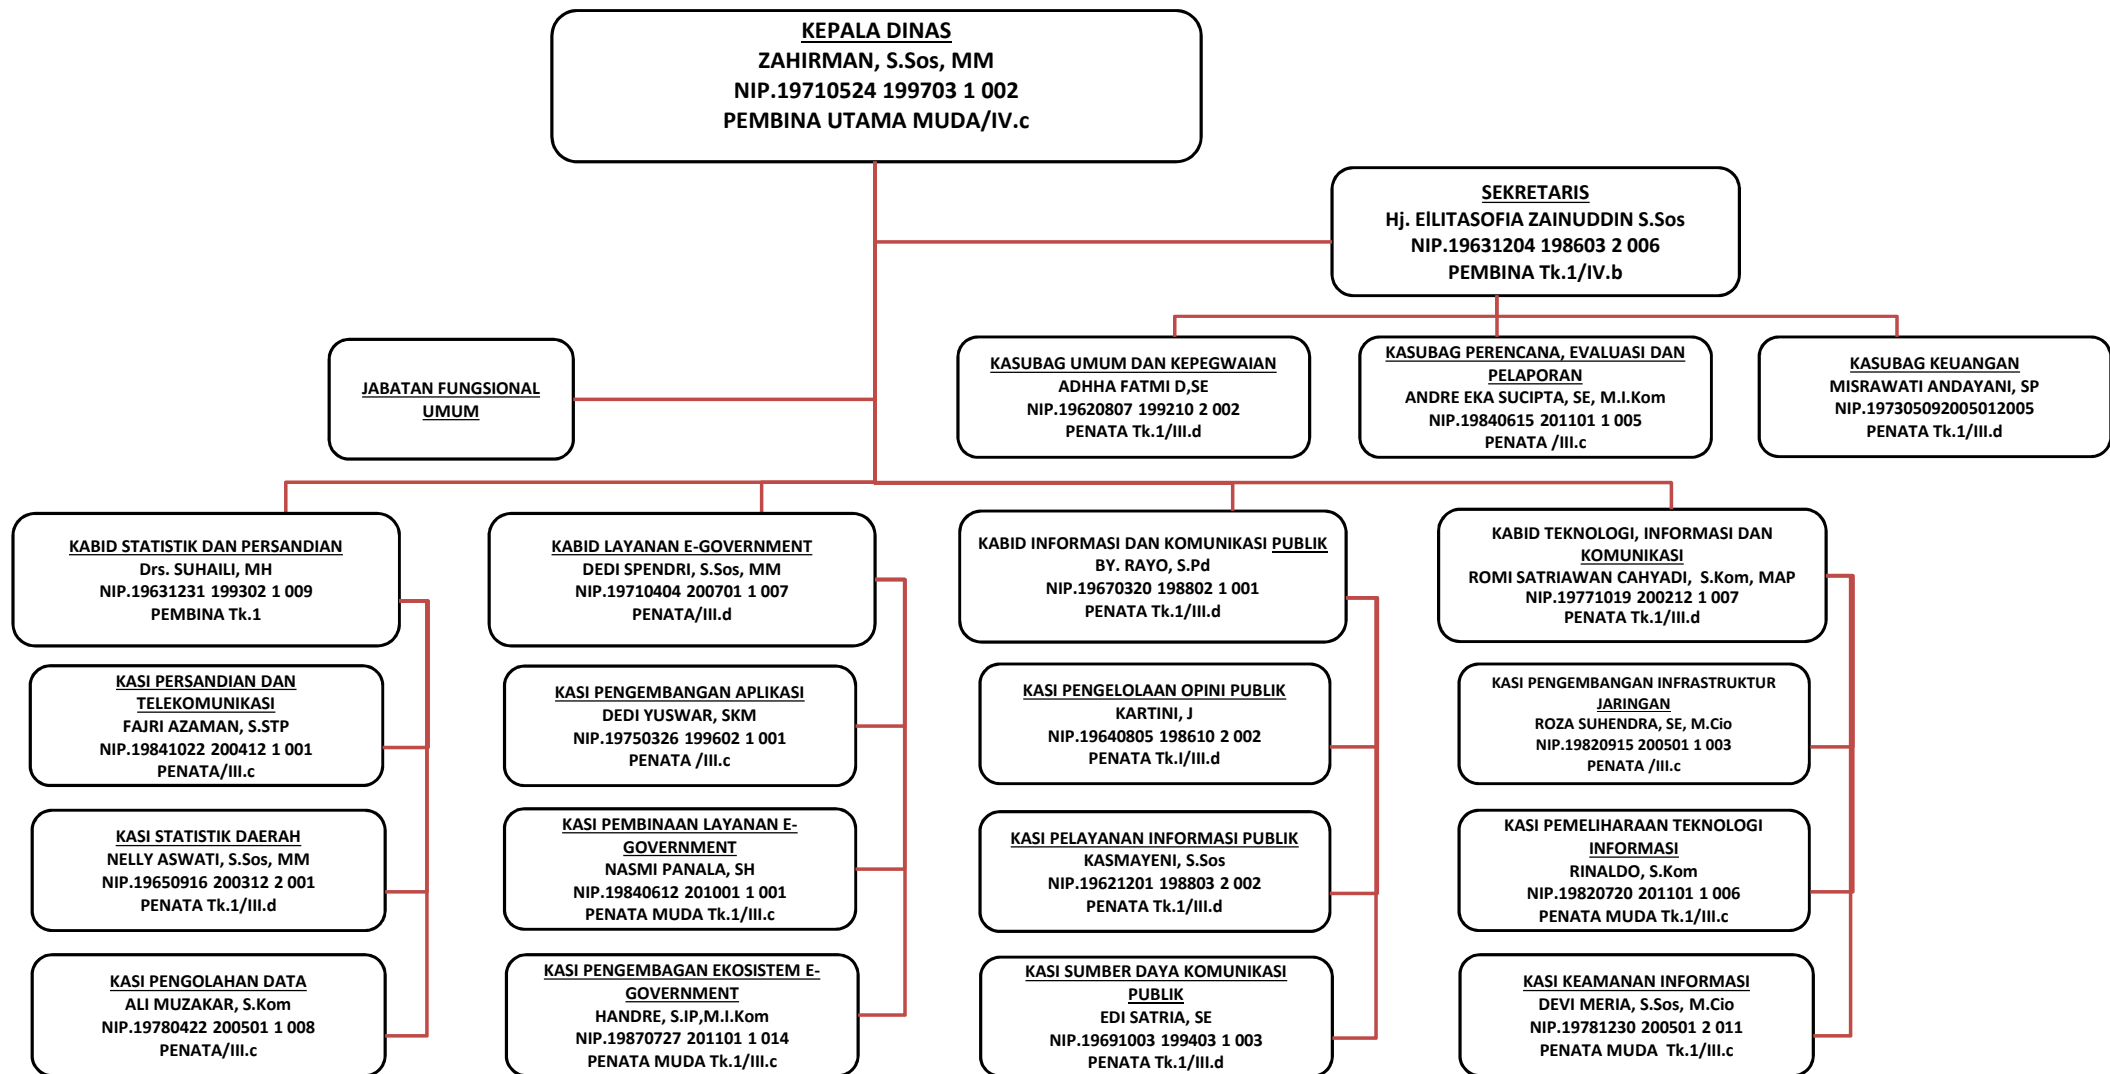 KEPALA DINAS
ZAHIRMAN, S.Sos, MM
NIP.19710524 199703 1 002
PEMBINA UTAMA MUDA/IV.c
SEKRETARIS
Hj. ElLITASOFIA ZAINUDDIN S.Sos
NIP.19631204 198603 2 006
PEMBINA Tk.1/IV.b
JABATAN FUNGSIONAL
UMUM
KASUBAG UMUM DAN KEPEGWAIAN
ADHHA FATMI D,SE
NIP.19620807 199210 2 002
PENATA Tk.1/III.d
KASUBAG PERENCANA, EVALUASI DAN
PELAPORAN
ANDRE EKA SUCIPTA, SE, M.I.Kom
NIP.19840615 201101 1 005
PENATA /III.c
KASUBAG KEUANGAN
MISRAWATI ANDAYANI, SP
NIP.197305092005012005
PENATA Tk.1/III.d
KABID STATISTIK DAN PERSANDIAN
Drs. SUHAILI, MH
NIP.19631231 199302 1 009
PEMBINA Tk.1
KASI PERSANDIAN DAN
TELEKOMUNIKASI
FAJRI AZAMAN, S.STP
NIP.19841022 200412 1 001
PENATA/III.c
KASI STATISTIK DAERAH
NELLY ASWATI, S.Sos, MM
NIP.19650916 200312 2 001
PENATA Tk.1/III.d
KASI PENGOLAHAN DATA
ALI MUZAKAR, S.Kom
NIP.19780422 200501 1 008
PENATA/III.c
KABID LAYANAN E-GOVERNMENT
DEDI SPENDRI, S.Sos, MM
NIP.19710404 200701 1 007
PENATA/III.d
KASI PENGEMBANGAN APLIKASI
DEDI YUSWAR, SKM
NIP.19750326 199602 1 001
PENATA /III.c
KASI PEMBINAAN LAYANAN E-
GOVERNMENT
NASMI PANALA, SH
NIP.19840612 201001 1 001
PENATA MUDA Tk.1/III.c
KASI PENGEMBAGAN EKOSISTEM E-
GOVERNMENT
HANDRE, S.IP,M.I.Kom
NIP.19870727 201101 1 014
PENATA MUDA Tk.1/III.c
KABID INFORMASI DAN KOMUNIKASI PUBLIK
BY. RAYO, S.Pd
NIP.19670320 198802 1 001
PENATA Tk.1/III.d
KASI PENGELOLAAN OPINI PUBLIK
KARTINI, J
NIP.19640805 198610 2 002
PENATA Tk.I/III.d
KASI PELAYANAN INFORMASI PUBLIK
KASMAYENI, S.Sos
NIP.19621201 198803 2 002
PENATA Tk.1/III.d
KASI SUMBER DAYA KOMUNIKASI
PUBLIK
EDI SATRIA, SE
NIP.19691003 199403 1 003
PENATA Tk.1/III.d
KABID TEKNOLOGI, INFORMASI DAN
KOMUNIKASI
ROMI SATRIAWAN CAHYADI, S.Kom, MAP
NIP.19771019 200212 1 007
PENATA Tk.1/III.d
KASI PENGEMBANGAN INFRASTRUKTUR
JARINGAN
ROZA SUHENDRA, SE, M.Cio
NIP.19820915 200501 1 003
PENATA /III.c
KASI PEMELIHARAAN TEKNOLOGI
INFORMASI
RINALDO, S.Kom
NIP.19820720 201101 1 006
PENATA MUDA Tk.1/III.c
KASI KEAMANAN INFORMASI
DEVI MERIA, S.Sos, M.Cio
NIP.19781230 200501 2 011
PENATA MUDA Tk.1/III.c